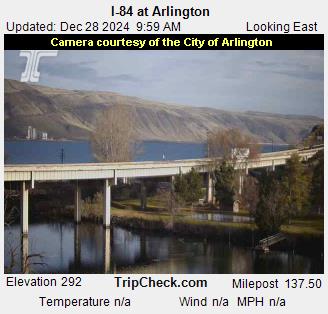 I-84 at Arlington
Updated: Dec 28 2024 9:59 AM Looking East
Camera courtesy of the City of Arlington
Elevation 292 TripCheck.com Milepost 137.50
Temperature n/a Wind n/a MPH n/a